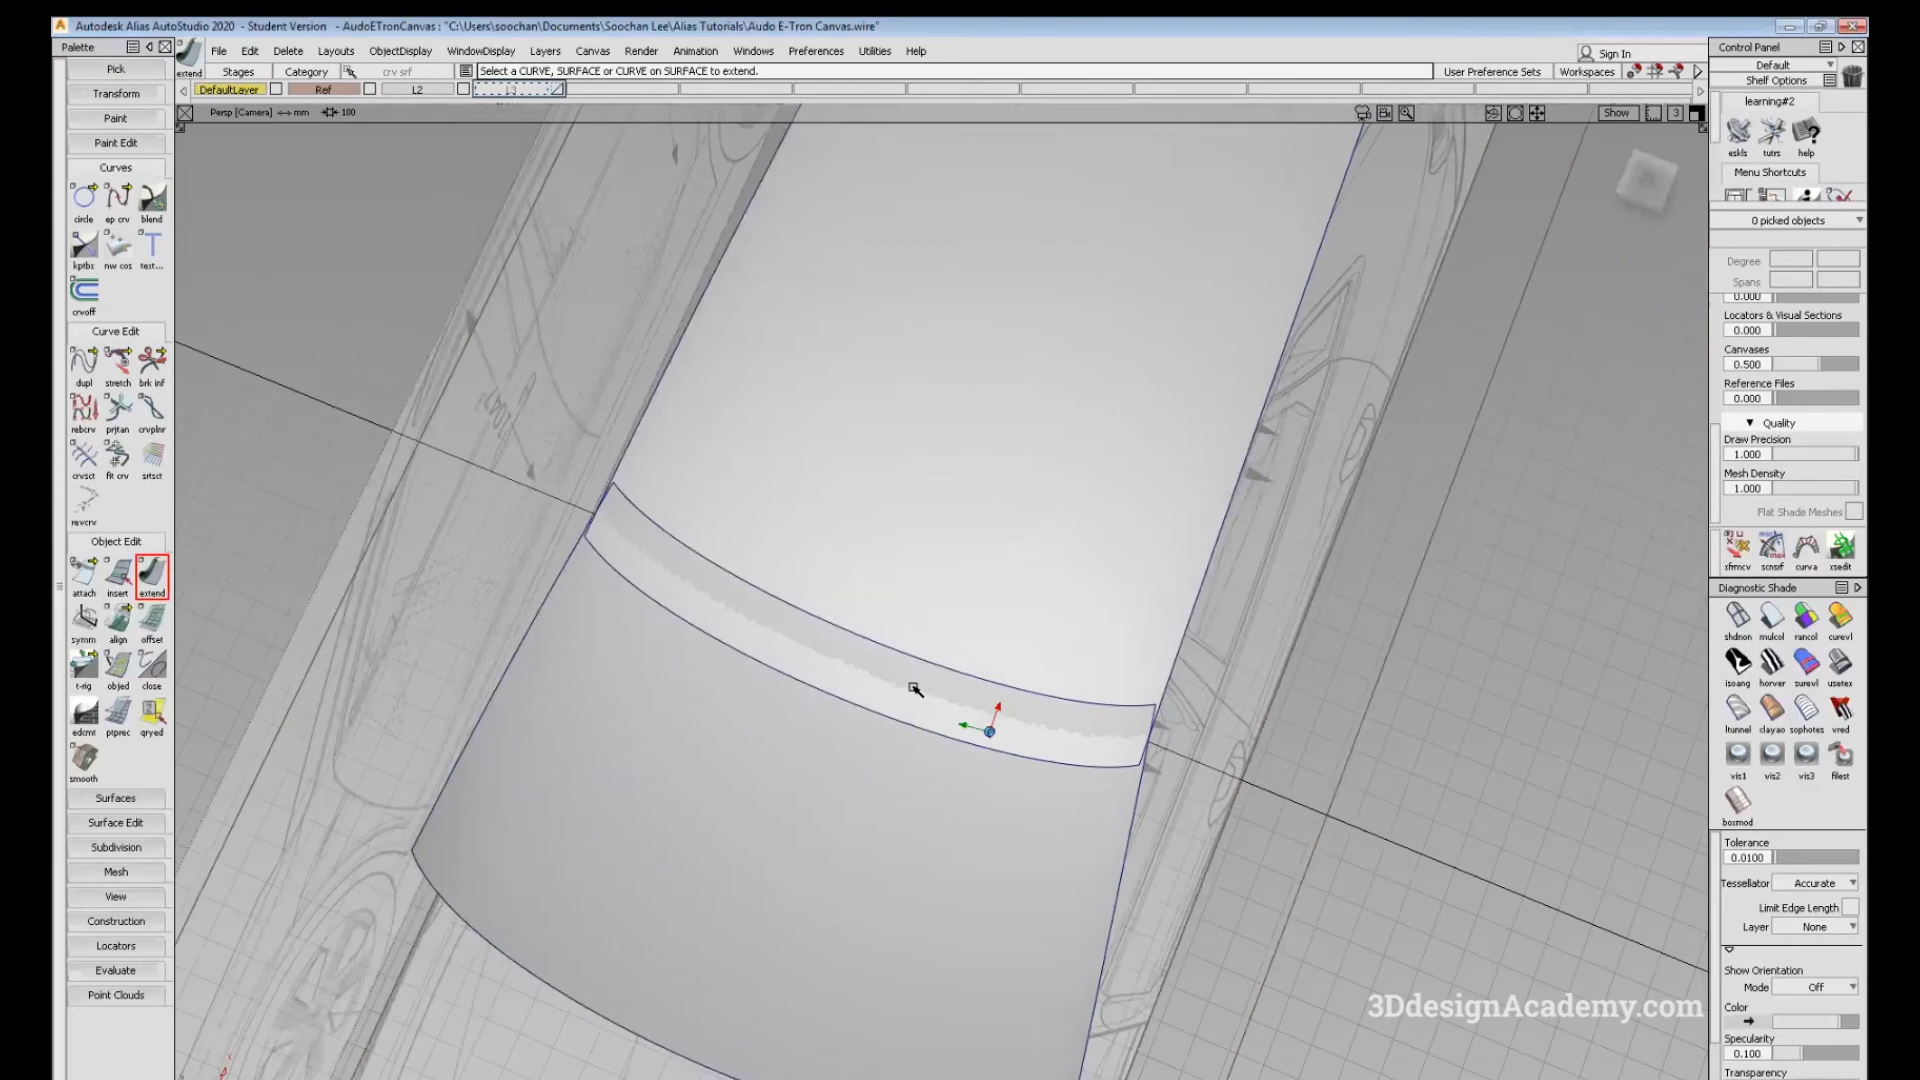 Autodesk Alias AutoStudio 2020 - Student Version - AudoETronCanvas : "C:\Users\soochan\Documents\Soochan Lee\Alias Tutorials\Audo E-Tron Canvas.wire"
Palette
File Edit Delete Layouts ObjectDisplay WindowDisplay Layers Canvas Render Animation Windows Preferences Utilities Help
Sign In
extend Stages Category crv srf Select a CURVE, SURFACE or CURVE on SURFACE to extend. User Preference Sets Workspaces
DefaultLayer Ref L2 L3
Persp [Camera] <-> mm 100 Show 3
Pick
Transform
Paint
Paint Edit
Curves
circle ep crv blend
kptbx nw cos text...
crvoff
Curve Edit
dupl stretch brk inf
rebcrv prjtan crvplnr
crvsct fit crv srtsct
revcrv
Object Edit
attach insert extend
symm align offset
t-rig objed close
edcmt ptprec qryed
smooth
Surfaces
Surface Edit
Subdivision
Mesh
View
Construction
Locators
Evaluate
Point Clouds
Control Panel
Default
Shelf Options
learning#2
eskls tutrs help
Menu Shortcuts
0 picked objects
Degree
Spans
0.000
Locators & Visual Sections
0.000
Canvases
0.500
Reference Files
0.000
Quality
Draw Precision
1.000
Mesh Density
1.000
Flat Shade Meshes
xfrmcv scnsrf curva xsedit
Diagnostic Shade
shdnon mulcol rancol curevl
isoang horver surevl usetex
ltunnel clayao sophotes vred
vis1 vis2 vis3 filest
boxmod
Tolerance
0.0100
Tessellator Accurate
Limit Edge Length
Layer None
Show Orientation
Mode Off
Color
Specularity
0.100
Transparency
3DdesignAcademy.com